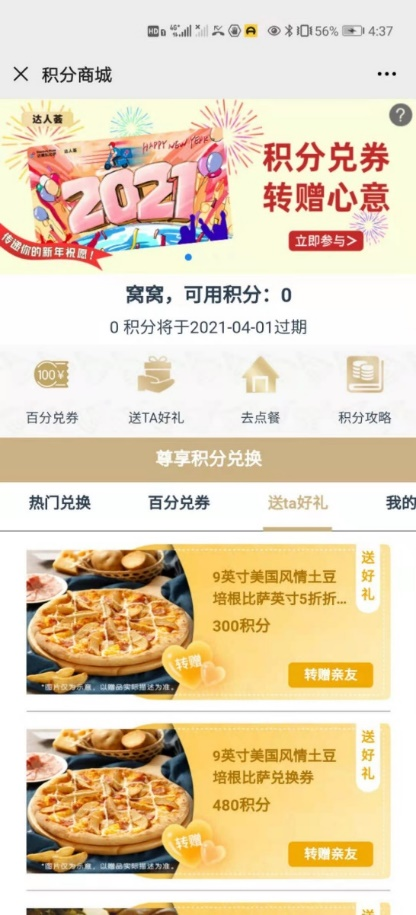 56% 4:37
积分商城
达人荟
HAPPY NEW YEAR
2021
传递你的新年祝愿!
积分兑券
转赠心意
立即参与>
?
窝窝，可用积分：0
0 积分将于2021-04-01过期
100¥
百分兑券
送TA好礼
去点餐
积分攻略
尊享积分兑换
热门兑换
百分兑券
送ta好礼
我的
9英寸美国风情土豆
培根比萨英寸5折折...
300积分
转赠
转赠亲友
送好礼
*图片仅为示意，以赠品实际描述为准。
9英寸美国风情土豆
培根比萨兑换券
480积分
转赠
转赠亲友
送好礼
*图片仅为示意，以赠品实际描述为准。